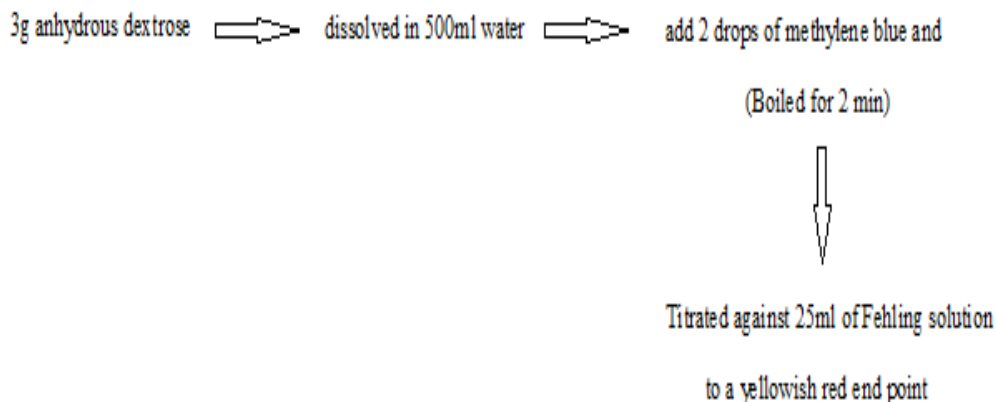 3g anhydrous dextrose
dissolved in 500ml water
add 2 drops of methylene blue and
(Boiled for 2 min)
Titrated against 25ml of Fehling solution
to a yellowish red end point